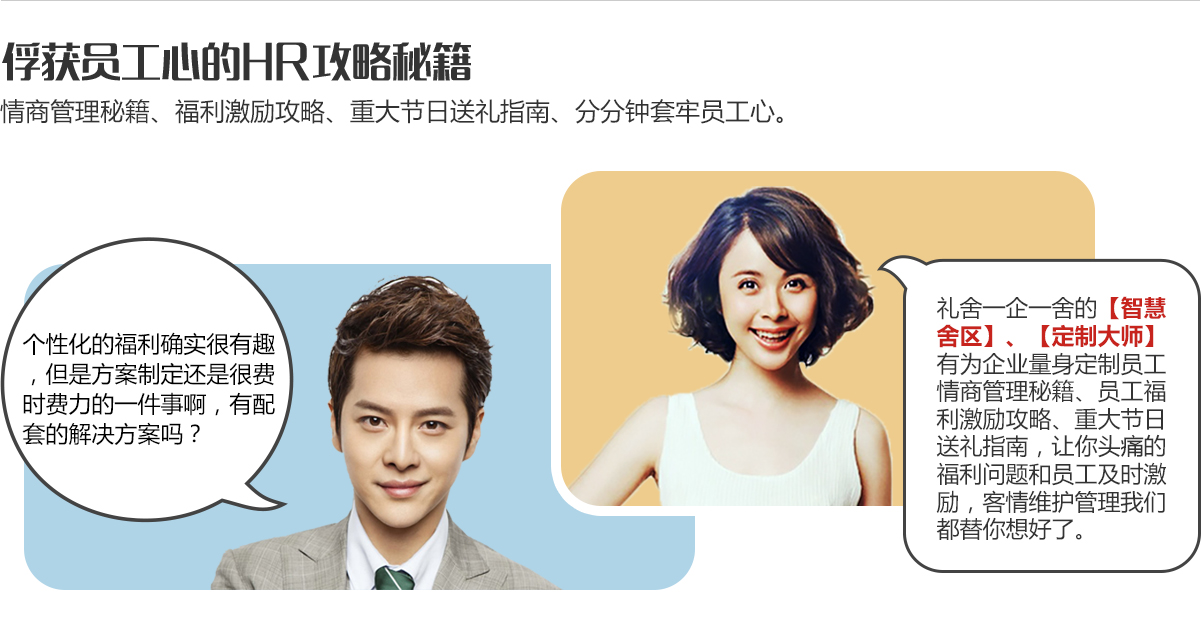 俘获员工心的HR攻略秘籍
情商管理秘籍、福利激励攻略、重大节日送礼指南、分分钟套牢员工心。
个性化的福利确实很有趣
，但是方案制定还是很费
时费力的一件事啊，有配
套的解决方案吗？
礼舍一企一舍的【智慧
舍区】、【定制大师】
有为企业量身定制员工
情商管理秘籍、员工福
利激励攻略、重大节日
送礼指南，让你头痛的
福利问题和员工及时激
励，客情维护管理我们
都替你想好了。